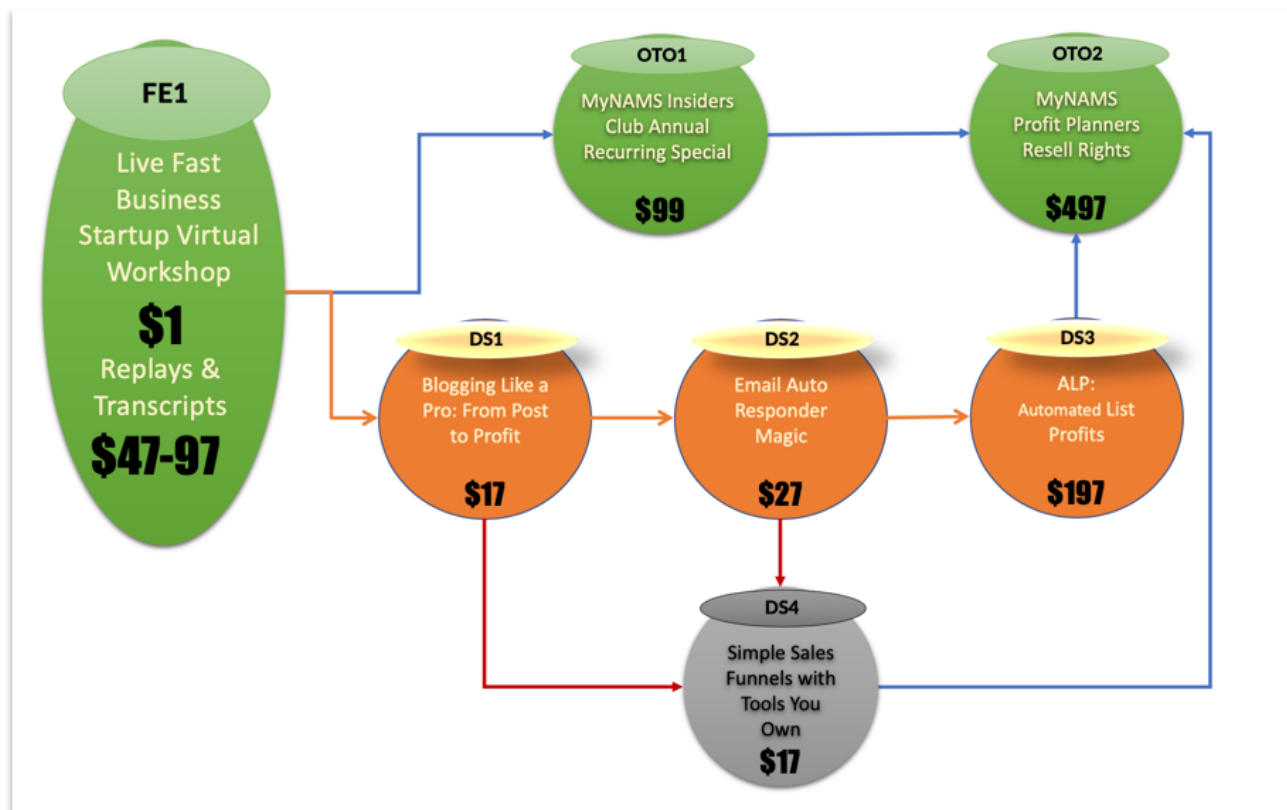 FE1
Live Fast
Business
Startup Virtual
Workshop
$1
Replays &
Transcripts
$47-97
OTO1
MyNAMS Insiders
Club Annual
Recurring Special
$99
OTO2
MyNAMS
Profit Planners
Resell Rights
$497
DS1
Blogging Like a
Pro: From Post
to Profit
$17
DS2
Email Auto
Responder
Magic
$27
DS3
ALP:
Automated List
Profits
$197
DS4
Simple Sales
Funnels with
Tools You
Own
$17